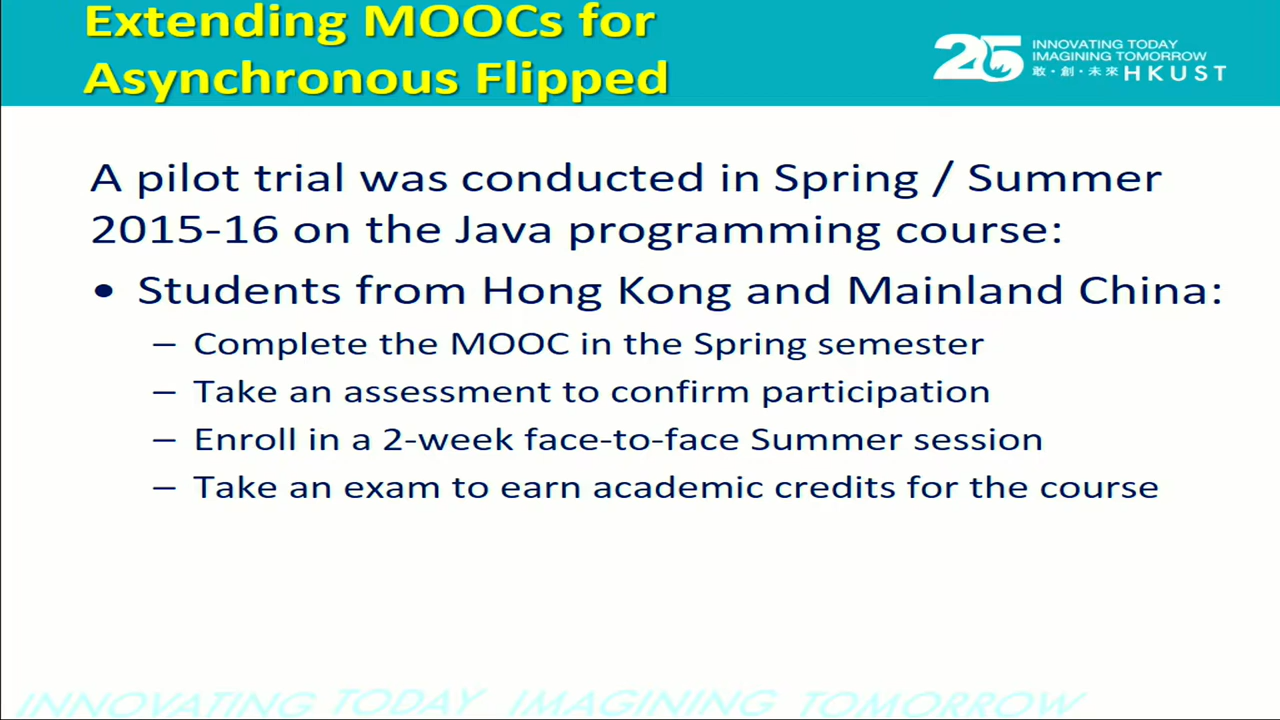 Extending MOOCs for
Asynchronous Flipped
25
INNOVATING TODAY
IMAGINING TOMORROW
敢·創·未來 HKUST
A pilot trial was conducted in Spring / Summer
2015-16 on the Java programming course:
• Students from Hong Kong and Mainland China:
– Complete the MOOC in the Spring semester
– Take an assessment to confirm participation
– Enroll in a 2-week face-to-face Summer session
– Take an exam to earn academic credits for the course
INNOVATING TODAY IMAGINING TOMORROW